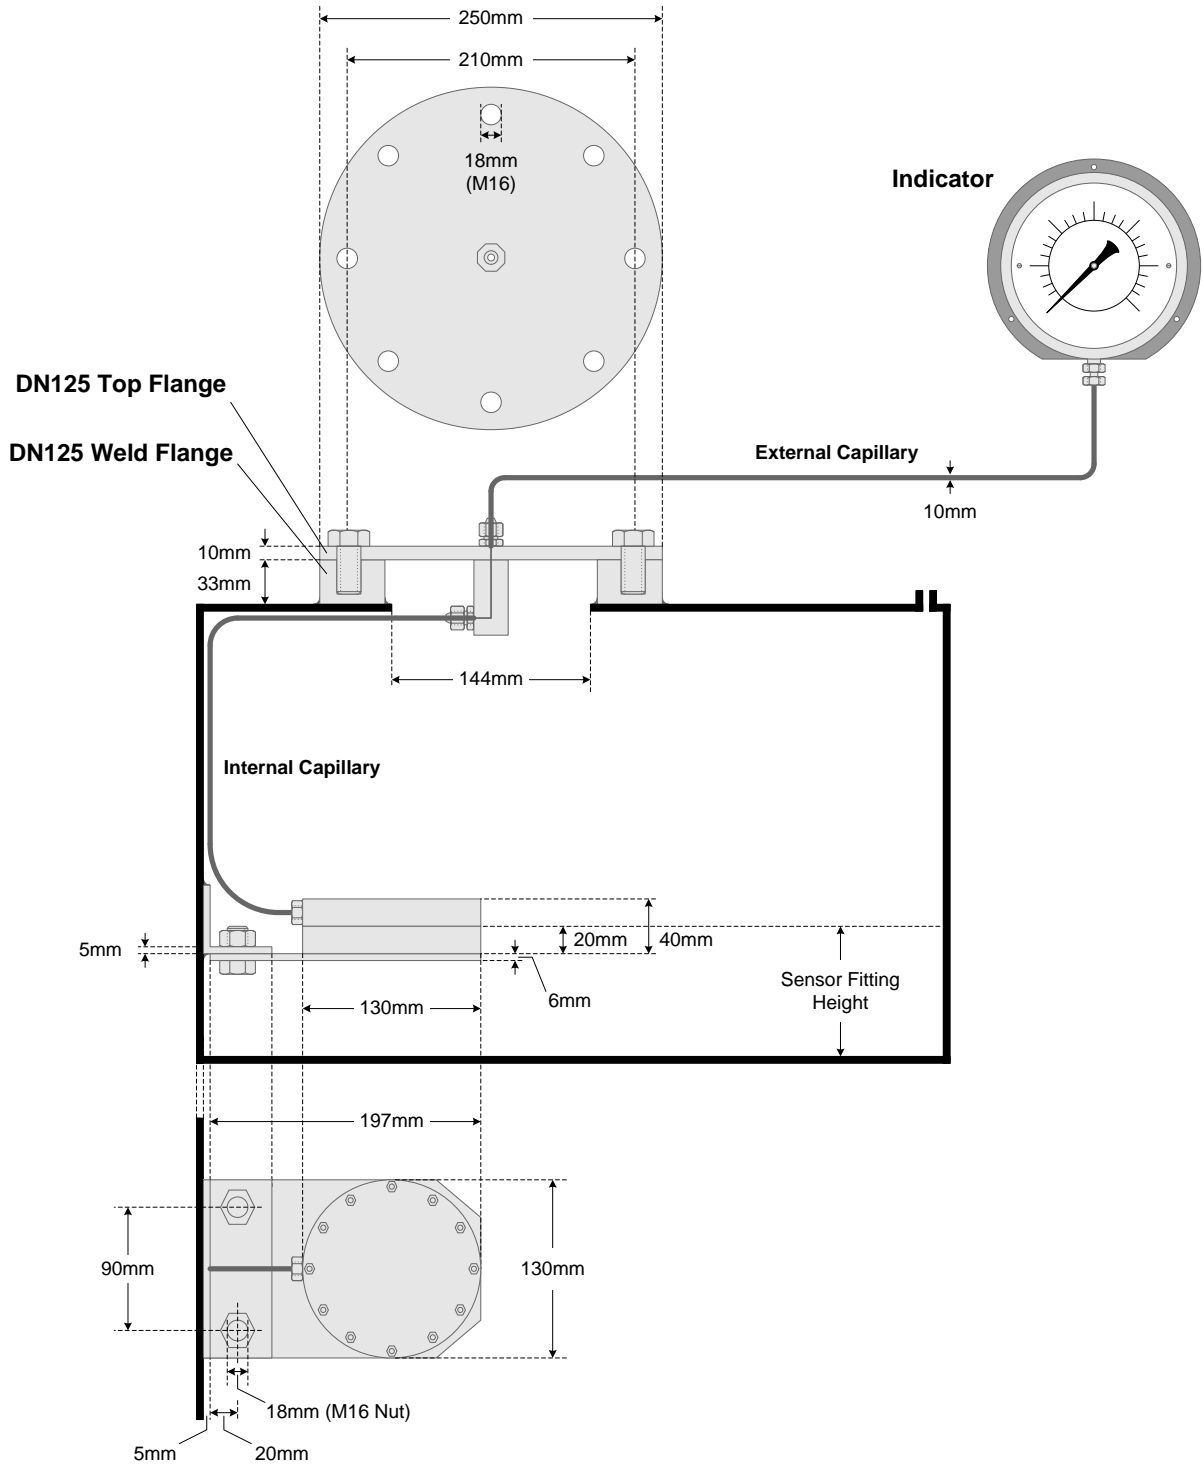 250mm
210mm
18mm
(M16)
Indicator
DN125 Top Flange
DN125 Weld Flange
External Capillary
10mm
10mm
33mm
144mm
Internal Capillary
5mm
20mm
40mm
6mm
Sensor Fitting
Height
130mm
197mm
90mm
130mm
18mm (M16 Nut)
5mm
20mm